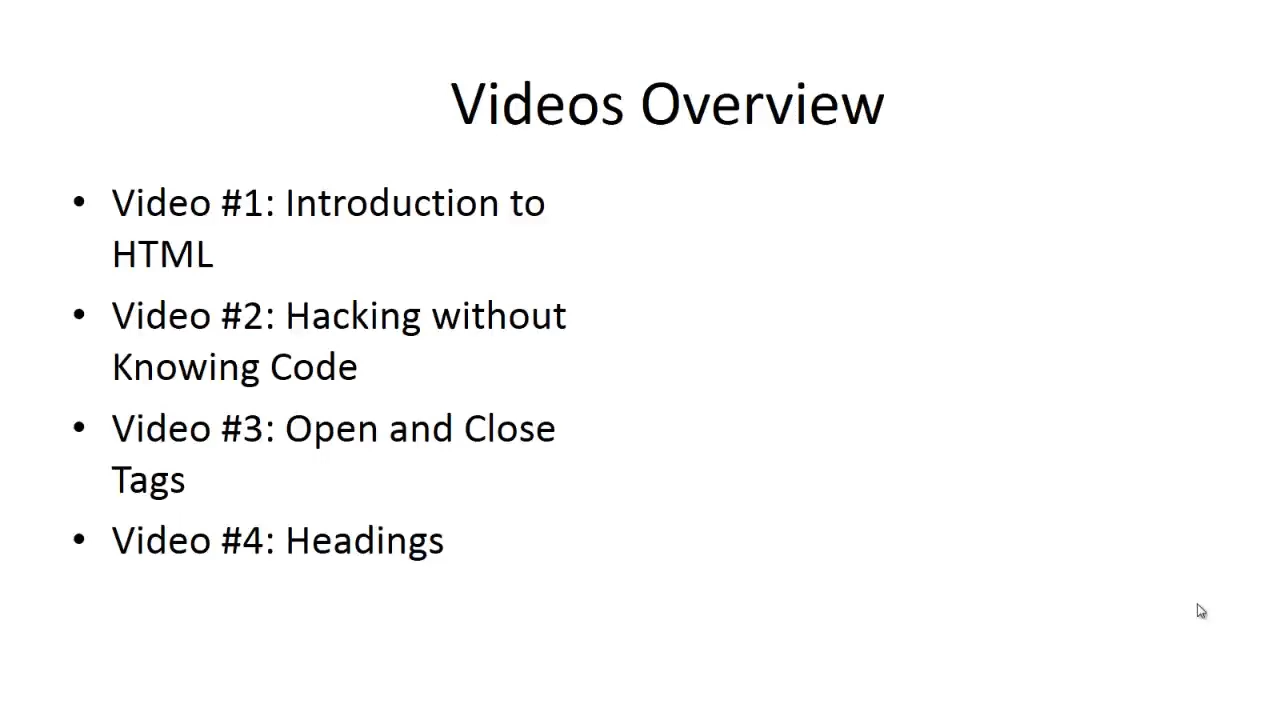 Videos Overview
• Video #1: Introduction to
HTML
• Video #2: Hacking without
Knowing Code
• Video #3: Open and Close
Tags
• Video #4: Headings